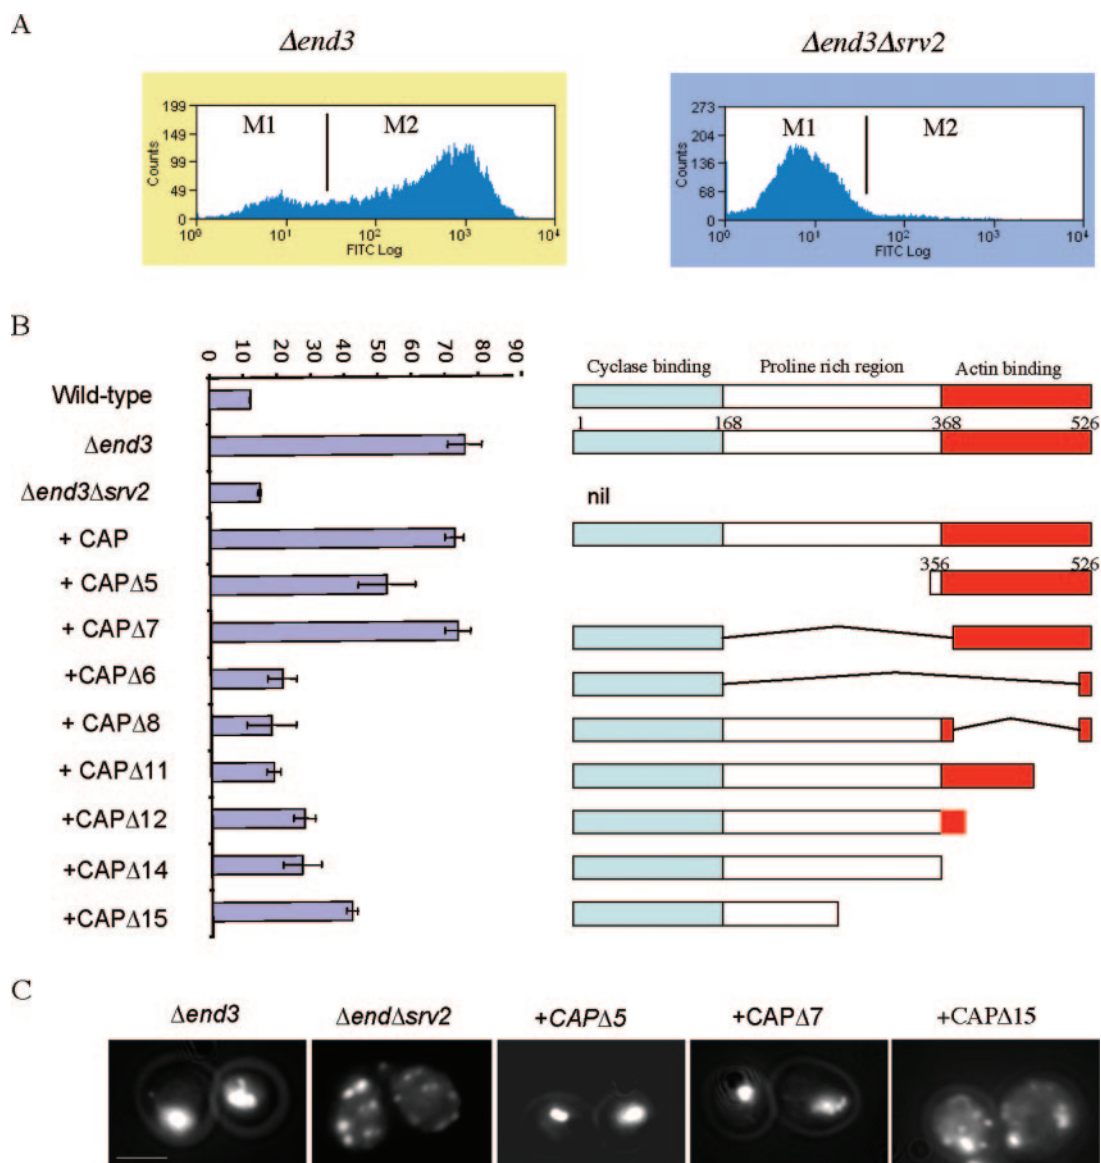 A
Δend3
Δend3Δsrv2
199
149
99
49
0
Counts
M1
M2
10⁰
10¹
10²
10³
10⁴
FITC Log
273
204
136
68
0
Counts
M1
M2
10⁰
10¹
10²
10³
10⁴
FITC Log
B
0 10 20 30 40 50 60 70 80 90
Cyclase binding Proline rich region Actin binding
Wild-type
1 168 368 526
Δend3
Δend3Δsrv2
nil
+ CAP
356 526
+ CAPΔ5
+ CAPΔ7
+CAPΔ6
+ CAPΔ8
+ CAPΔ11
+CAPΔ12
+CAPΔ14
+CAPΔ15
C
Δend3
ΔendΔsrv2
+CAPΔ5
+CAPΔ7
+CAPΔ15